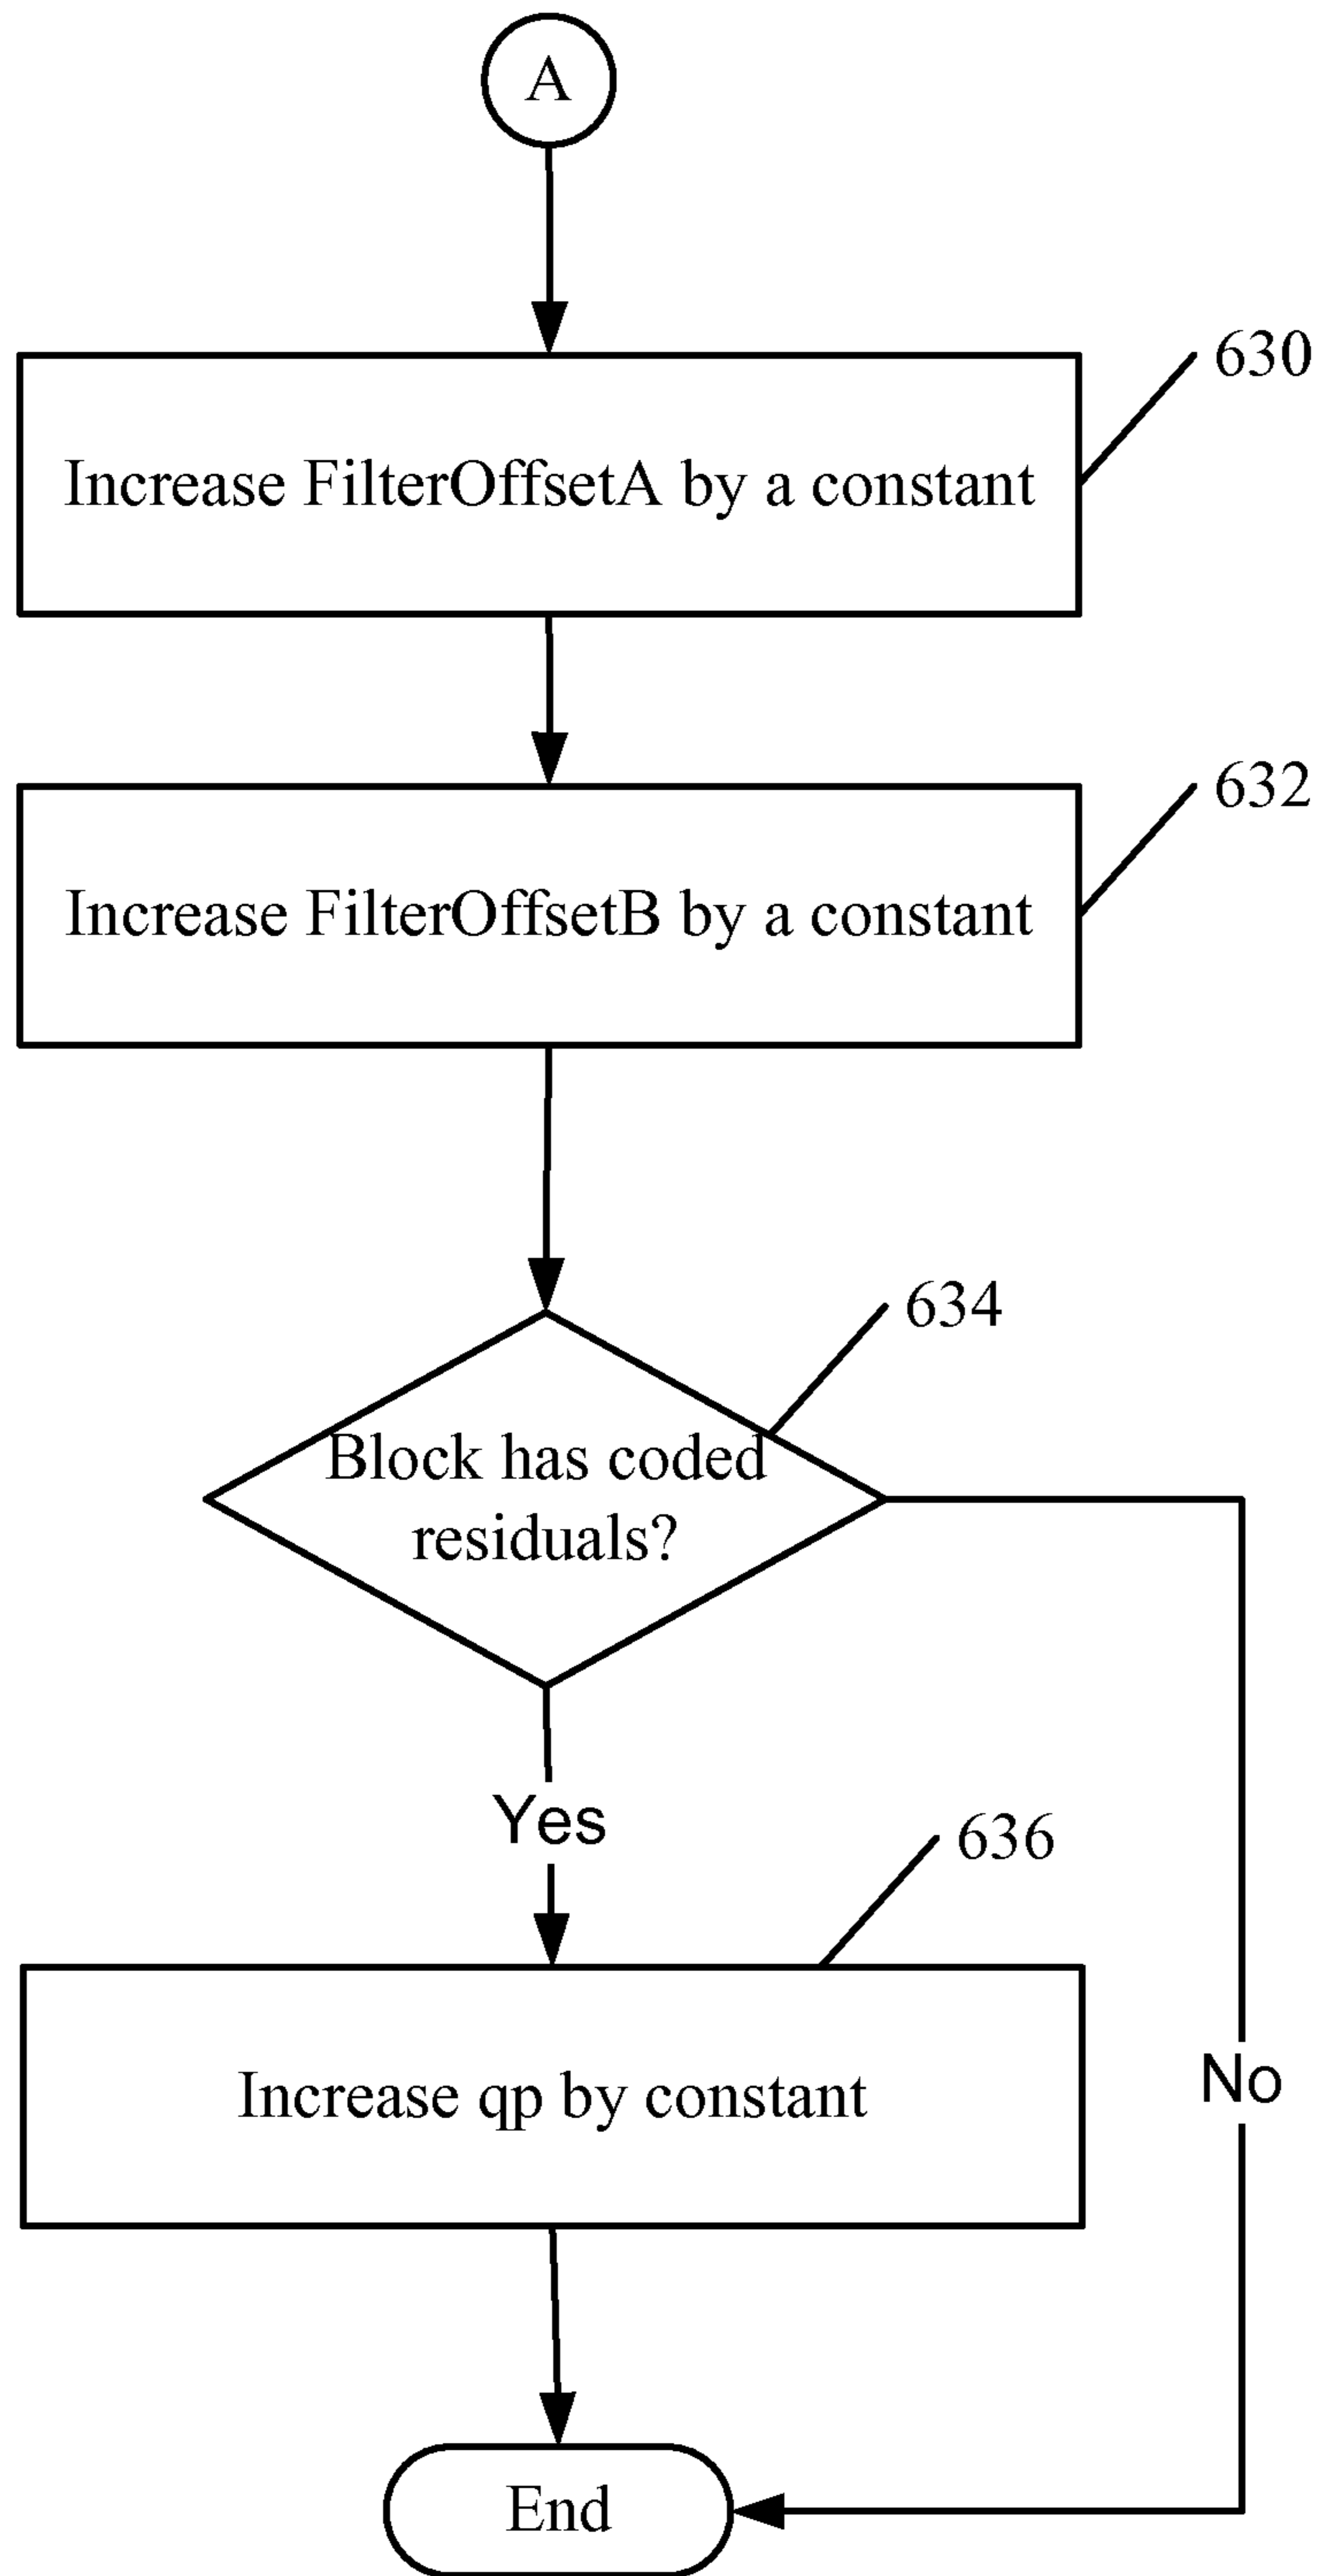 A
630
Increase FilterOffsetA by a constant
632
Increase FilterOffsetB by a constant
634
Block has coded
residuals?
Yes
636
Increase qp by constant
No
End